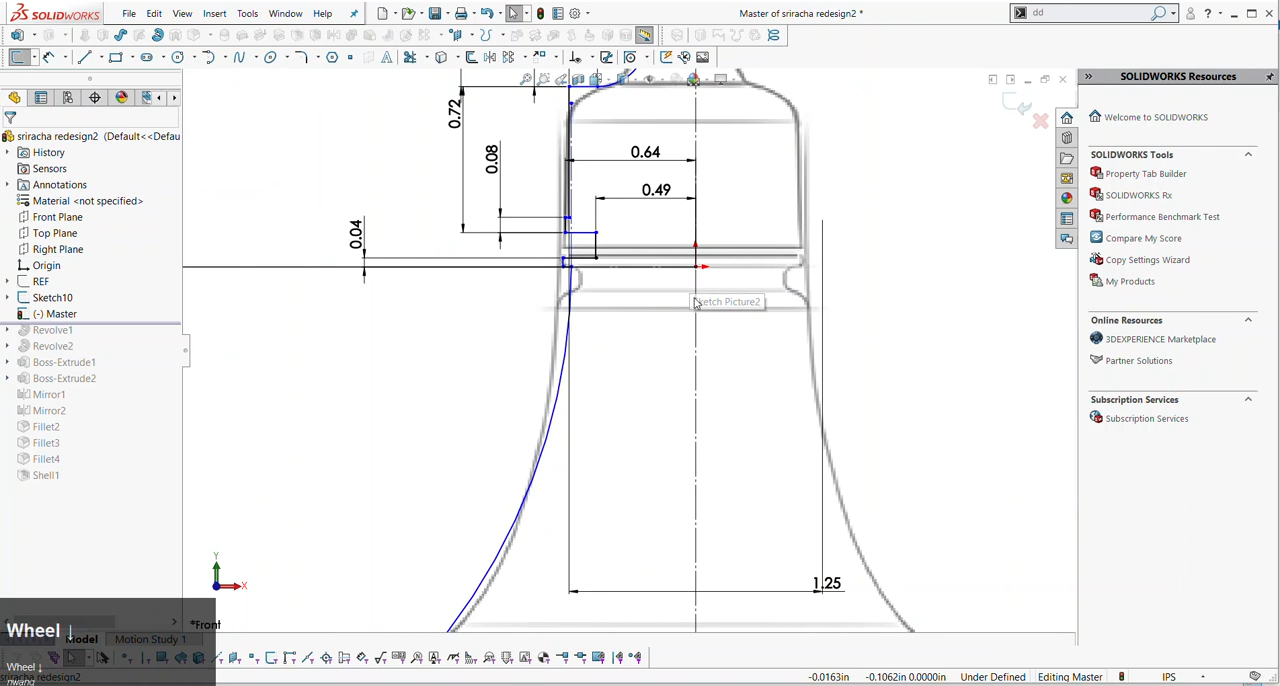 SOLIDWORKS File Edit View Insert Tools Window Help Master of sriracha redesign2 * dd
SOLIDWORKS Resources
sriracha redesign2 (Default<<Defau
History
Sensors
Annotations
Material <not specified>
Front Plane
Top Plane
Right Plane
Origin
REF
Sketch10
(-) Master
Revolve1
Revolve2
Boss-Extrude1
Boss-Extrude2
Mirror1
Mirror2
Fillet2
Fillet3
Fillet4
Shell1
0.72
0.08
0.04
0.64
0.49
1.25
Sketch Picture2
Y
X
*Front
Welcome to SOLIDWORKS
SOLIDWORKS Tools
Property Tab Builder
SOLIDWORKS Rx
Performance Benchmark Test
Compare My Score
Copy Settings Wizard
My Products
Online Resources
3DEXPERIENCE Marketplace
Partner Solutions
Subscription Services
Subscription Services
Wheel ↓
Wheel ↓
Model Motion Study 1
sriracha redesign2
-0.0163in -0.1062in 0.0000in Under Defined Editing Master IPS